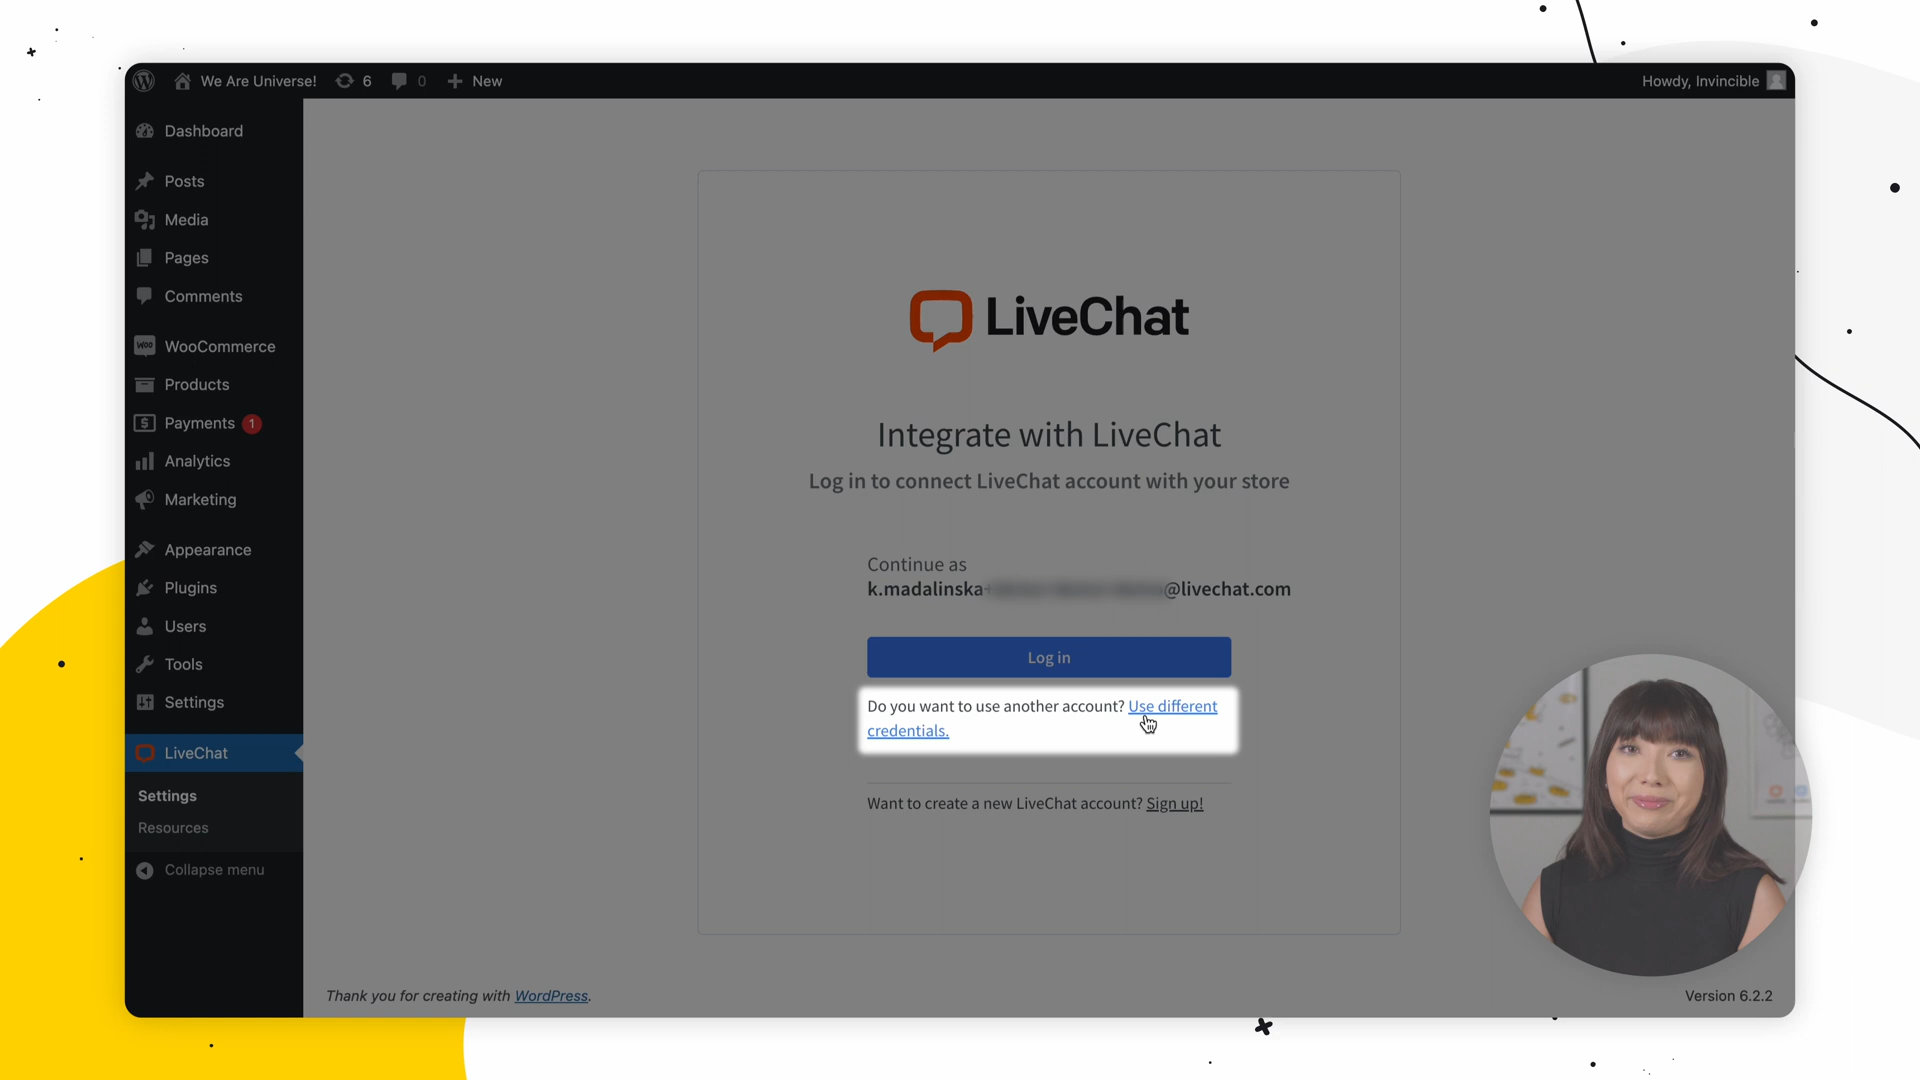 We Are Universe!
6
0
New
Howdy, Invincible
Dashboard
Posts
Media
Pages
Comments
WOO
WooCommerce
Products
Payments 1
Analytics
Marketing
Appearance
Plugins
Users
Tools
Settings
LiveChat
Settings
Resources
Collapse menu
LiveChat
Integrate with LiveChat
Log in to connect LiveChat account with your store
Continue as
k.madalinska+ @livechat.com
Log in
Do you want to use another account? Use different
credentials.
Want to create a new LiveChat account? Sign up!
Thank you for creating with WordPress.
Version 6.2.2